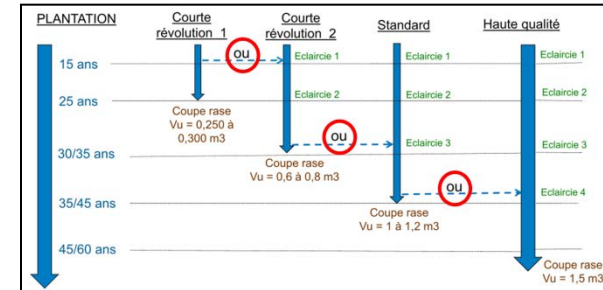 PLANTATION
Courte
révolution 1
Courte
révolution 2
Standard
Haute qualité
ou
Eclaircie 1
Eclaircie 1
Eclaircie 1
15 ans
Eclaircie 2
Eclaircie 2
Eclaircie 2
25 ans
Coupe rase
Vu = 0,250 à
0,300 m3
ou
Eclaircie 3
Eclaircie 3
30/35 ans
Coupe rase
Vu = 0,6 à 0,8 m3
ou
Eclaircie 4
35/45 ans
Coupe rase
Vu = 1 à 1,2 m3
45/60 ans
Coupe rase
Vu = 1,5 m3